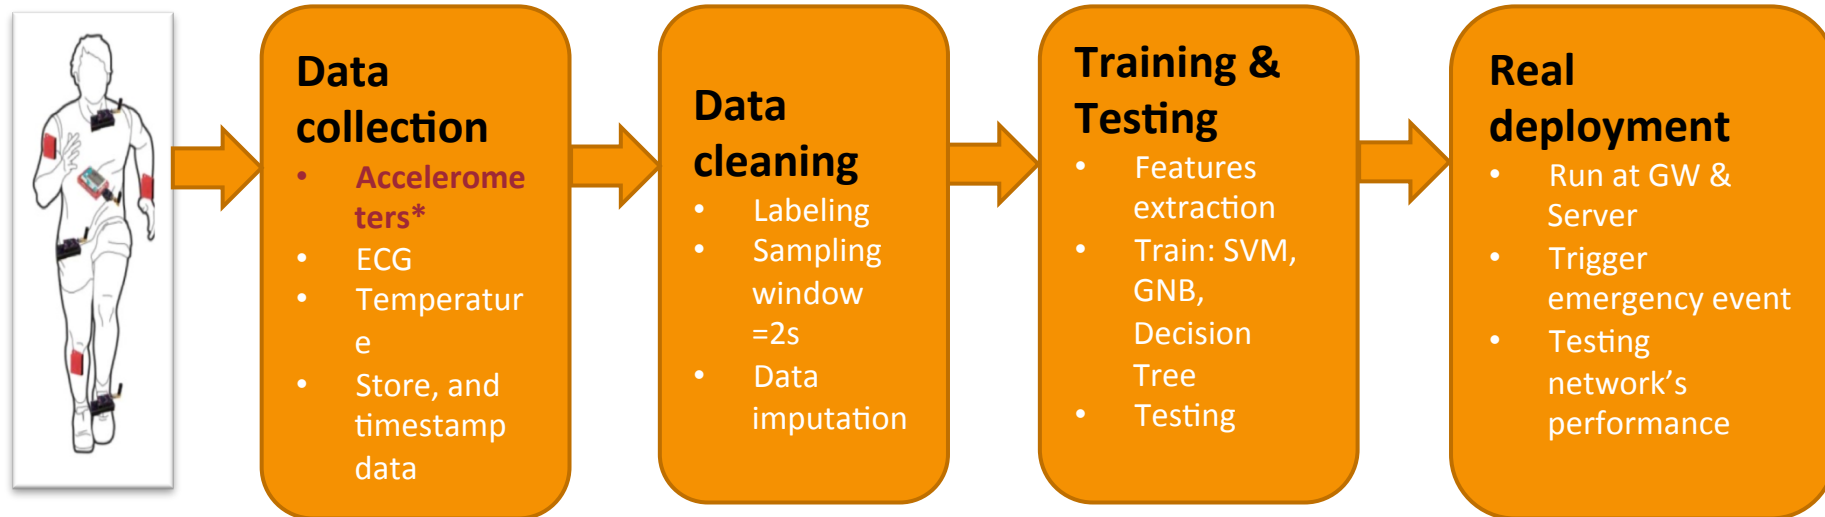 Data
collection
• Accelerome
ters*
• ECG
• Temperatur
e
• Store, and
timestamp
data
Data
cleaning
• Labeling
• Sampling
window
=2s
• Data
imputation
Training &
Testing
• Features
extraction
• Train: SVM,
GNB,
Decision
Tree
• Testing
Real
deployment
• Run at GW &
Server
• Trigger
emergency event
• Testing
network’s
performance